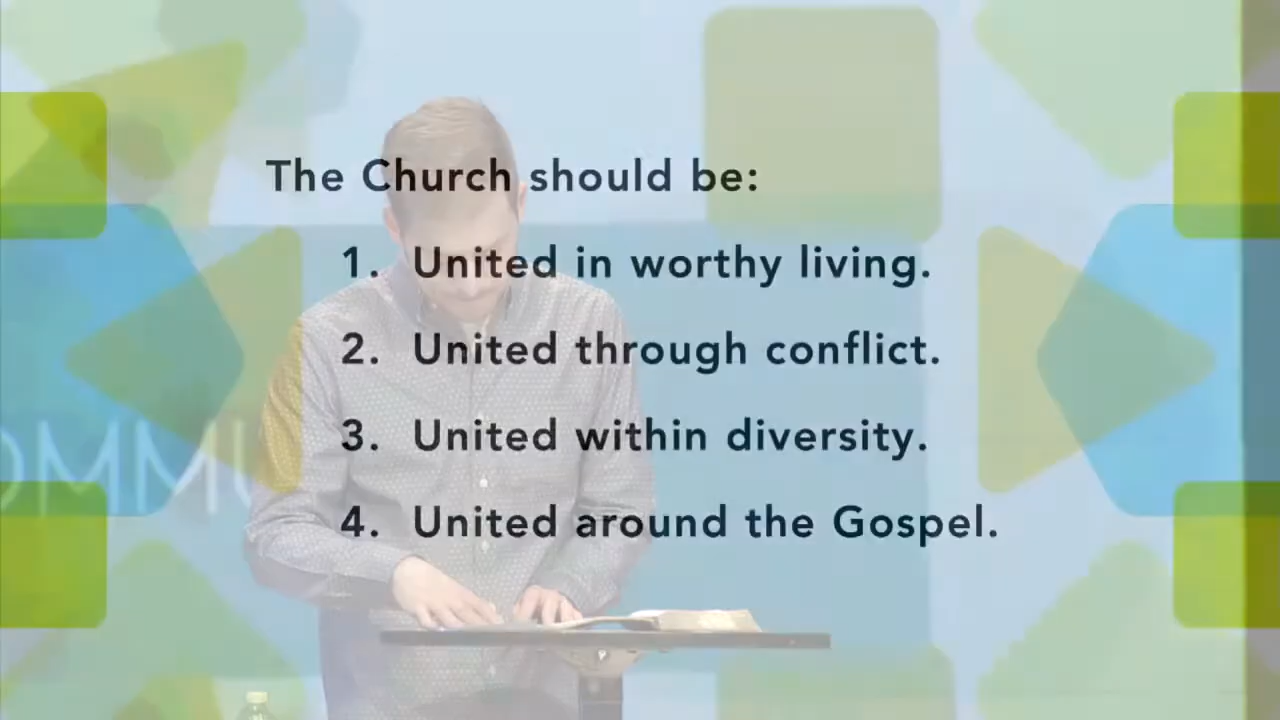 The Church should be:
1. United in worthy living.
2. United through conflict.
3. United within diversity.
4. United around the Gospel.
OMMU